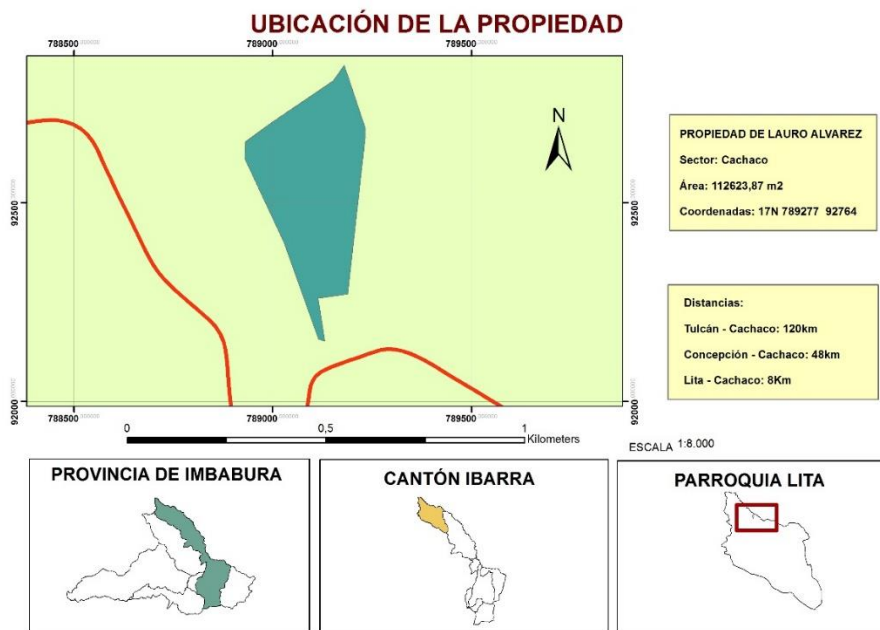 UBICACIÓN DE LA PROPIEDAD
788500
789000
789500
N
92500
92500
92000
92000
788500
789000
789500
0
0,5
1
Kilometers
PROPIEDAD DE LAURO ALVAREZ
Sector: Cachaco
Área: 112623,87 m2
Coordenadas: 17N 789277 92764
Distancias:
Tulcán - Cachaco: 120km
Concepción - Cachaco: 48km
Lita - Cachaco: 8Km
ESCALA 1:8.000
PROVINCIA DE IMBABURA
CANTÓN IBARRA
PARROQUIA LITA